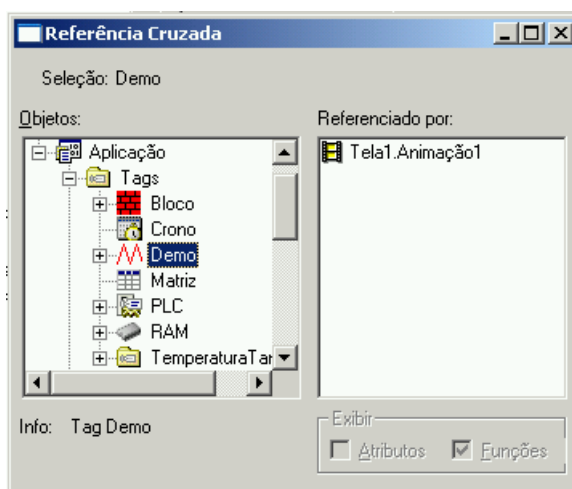 Referência Cruzada
Seleção: Demo
Objetos:
Aplicação
Tags
Bloco
Crono
Demo
Matriz
PLC
RAM
TemperaturaTar
Info: Tag Demo
Referenciado por:
Tela1.Animação1
Exibir
Atributos
Funções